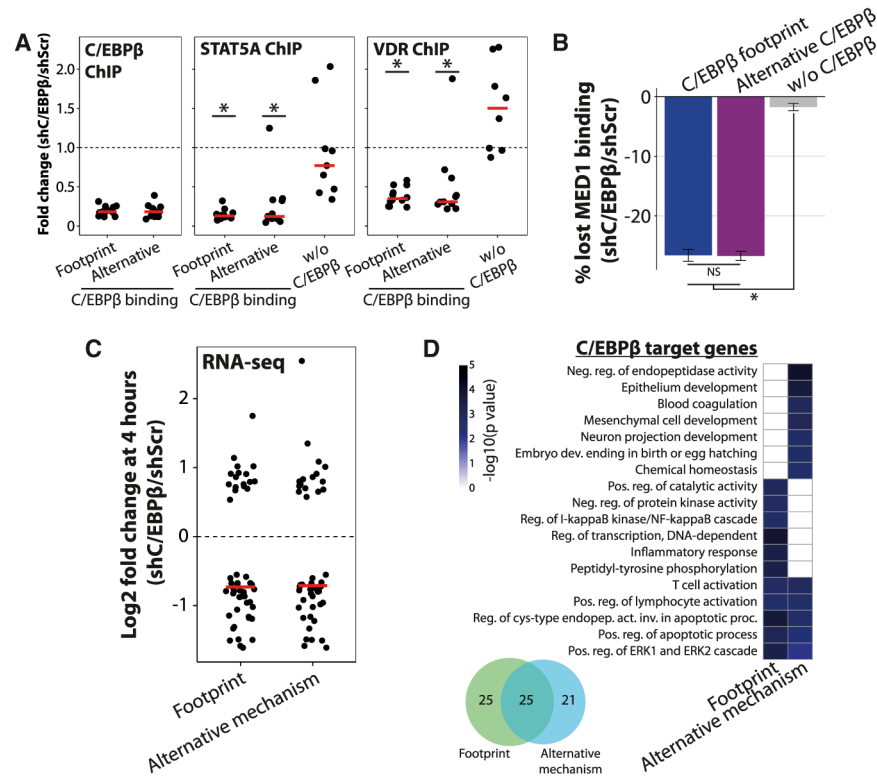 A
C/EBPβ
ChIP
STAT5A ChIP
VDR ChIP
*
*
*
*
Fold change (shC/EBPβ/shScr)
2.0
1.5
1.0
0.5
0
Footprint
Alternative
C/EBPβ binding
Footprint
Alternative
w/o
C/EBPβ
C/EBPβ binding
Footprint
Alternative
w/o
C/EBPβ
C/EBPβ binding
B
C/EBPβ footprint
Alternative C/EBPβ
w/o C/EBPβ
% lost MED1 binding
(shC/EBPβ/shScr)
0
-10
-20
NS
*
C
RNA-seq
Log2 fold change at 4 hours
(shC/EBPβ/shScr)
2
1
0
-1
Footprint
Alternative mechanism
D
C/EBPβ target genes
5
4
3
2
1
0
-log10(p value)
Neg. reg. of endopeptidase activity
Epithelium development
Blood coagulation
Mesenchymal cell development
Neuron projection development
Embryo dev. ending in birth or egg hatching
Chemical homeostasis
Pos. reg. of catalytic activity
Neg. reg. of protein kinase activity
Reg. of I-kappaB kinase/NF-kappaB cascade
Reg. of transcription, DNA-dependent
Inflammatory response
Peptidyl-tyrosine phosphorylation
T cell activation
Pos. reg. of lymphocyte activation
Reg. of cys-type endopep. act. inv. in apoptotic proc.
Pos. reg. of apoptotic process
Pos. reg. of ERK1 and ERK2 cascade
Footprint
Alternative mechanism
25
25
21
Footprint
Alternative
mechanism